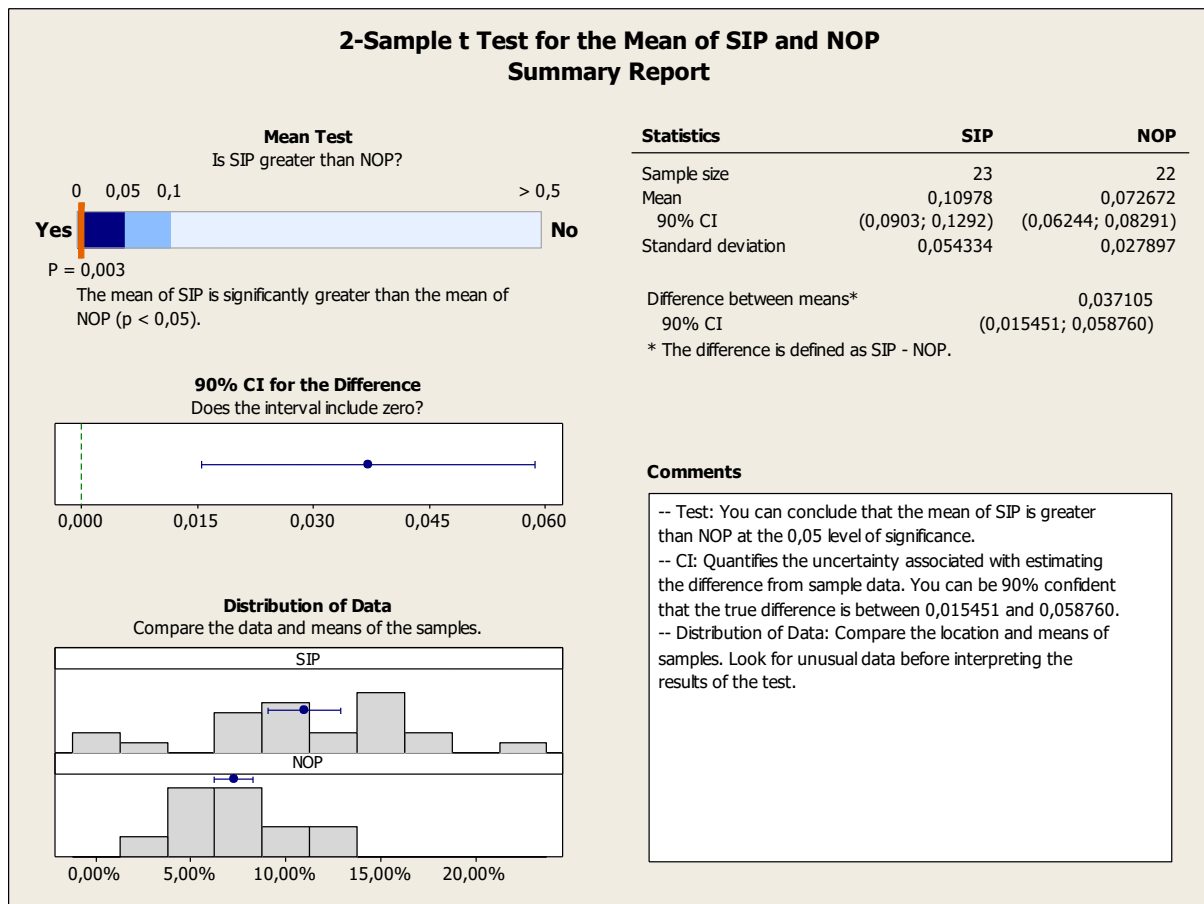 2-Sample t Test for the Mean of SIP and NOP
Summary Report
Mean Test
Is SIP greater than NOP?
0 0,05 0,1 > 0,5
Yes No
P = 0,003
The mean of SIP is significantly greater than the mean of
NOP (p < 0,05).
90% CI for the Difference
Does the interval include zero?
0,000 0,015 0,030 0,045 0,060
Distribution of Data
Compare the data and means of the samples.
SIP
NOP
0,00% 5,00% 10,00% 15,00% 20,00%
Statistics SIP NOP
Sample size 23 22
Mean 0,10978 0,072672
90% CI (0,0903; 0,1292) (0,06244; 0,08291)
Standard deviation 0,054334 0,027897
Difference between means* 0,037105
90% CI (0,015451; 0,058760)
* The difference is defined as SIP - NOP.
Comments
-- Test: You can conclude that the mean of SIP is greater
than NOP at the 0,05 level of significance.
-- CI: Quantifies the uncertainty associated with estimating
the difference from sample data. You can be 90% confident
that the true difference is between 0,015451 and 0,058760.
-- Distribution of Data: Compare the location and means of
samples. Look for unusual data before interpreting the
results of the test.